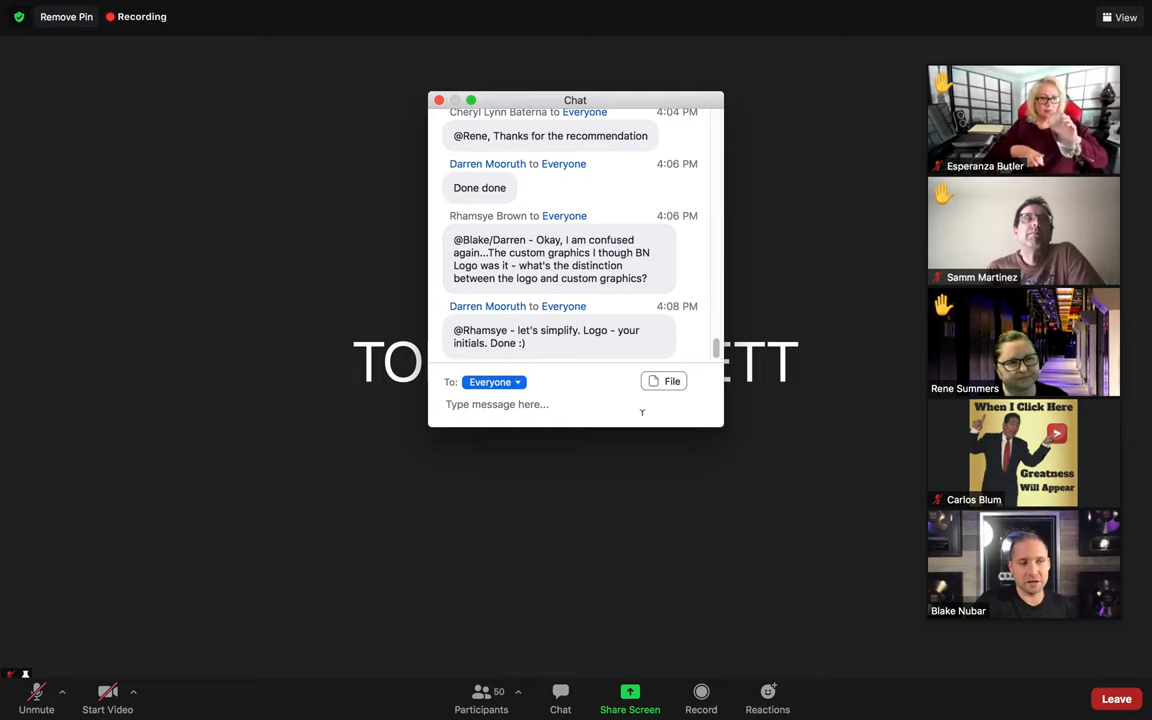 Remove Pin
Recording
View
Chat
Cheryl Lynn Baterna to Everyone 4:04 PM
@Rene, Thanks for the recommendation
Darren Mooruth to Everyone 4:06 PM
Done done
Rhamsye Brown to Everyone 4:06 PM
@Blake/Darren - Okay, I am confused
again...The custom graphics I though BN
Logo was it - what's the distinction
between the logo and custom graphics?
Darren Mooruth to Everyone 4:08 PM
@Rhamsye - let's simplify. Logo - your
initials. Done :)
To: Everyone
File
Type message here...
TO
ETT
Esperanza Butler
Samm Martinez
Rene Summers
When I Click Here
Greatness
Will Appear
Carlos Blum
Blake Nubar
Unmute
Start Video
50
Participants
Chat
Share Screen
Record
Reactions
Leave